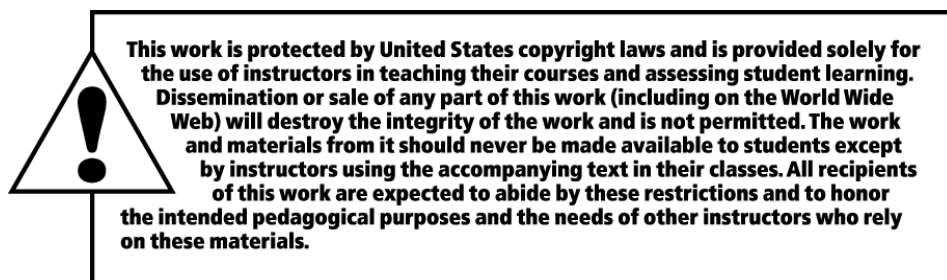 This work is protected by United States copyright laws and is provided solely for
the use of instructors in teaching their courses and assessing student learning.
Dissemination or sale of any part of this work (including on the World Wide
Web) will destroy the integrity of the work and is not permitted. The work
and materials from it should never be made available to students except
by instructors using the accompanying text in their classes. All recipients
of this work are expected to abide by these restrictions and to honor
the intended pedagogical purposes and the needs of other instructors who rely
on these materials.